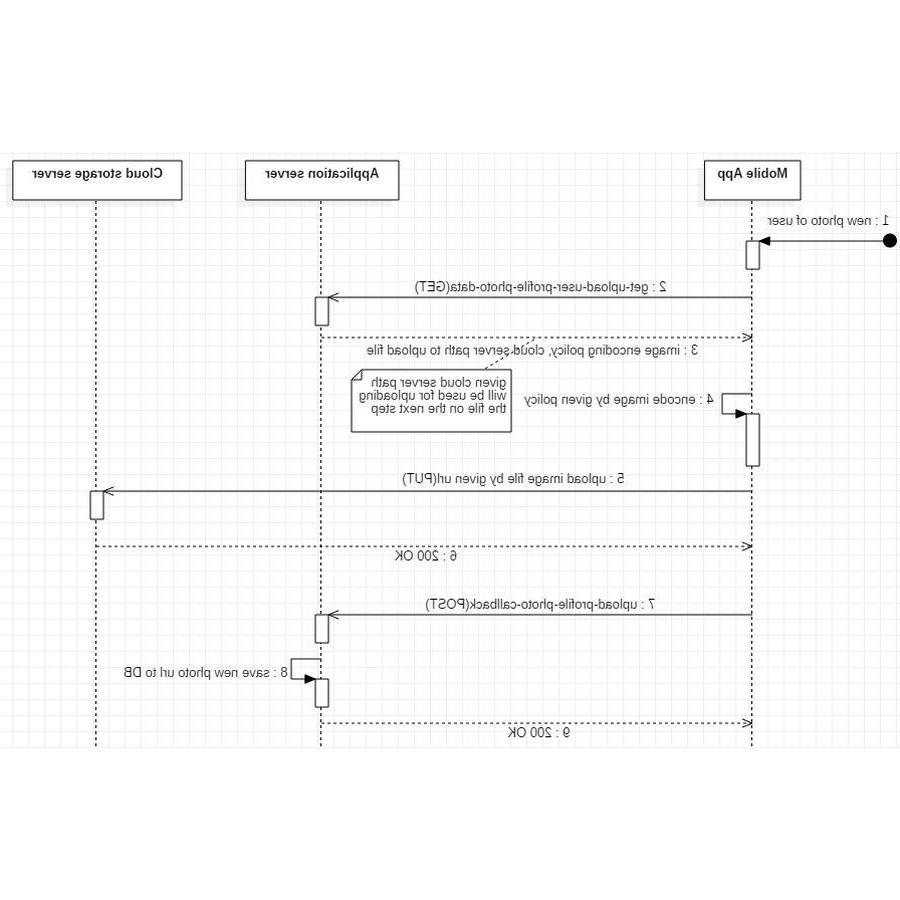 Mobile App
Application server
Cloud storage server
1 : new photo of user
2 : get-upload-user-profile-photo-data(GET)
3 : image encoding policy, cloud server path to upload file
given cloud server path
will be used for uploading
the file on the next step
4 : encode image by given policy
5 : upload image file by given url(PUT)
6 : 200 OK
7 : upload-profile-photo-callback(POST)
8 : save new photo url to DB
9 : 200 OK